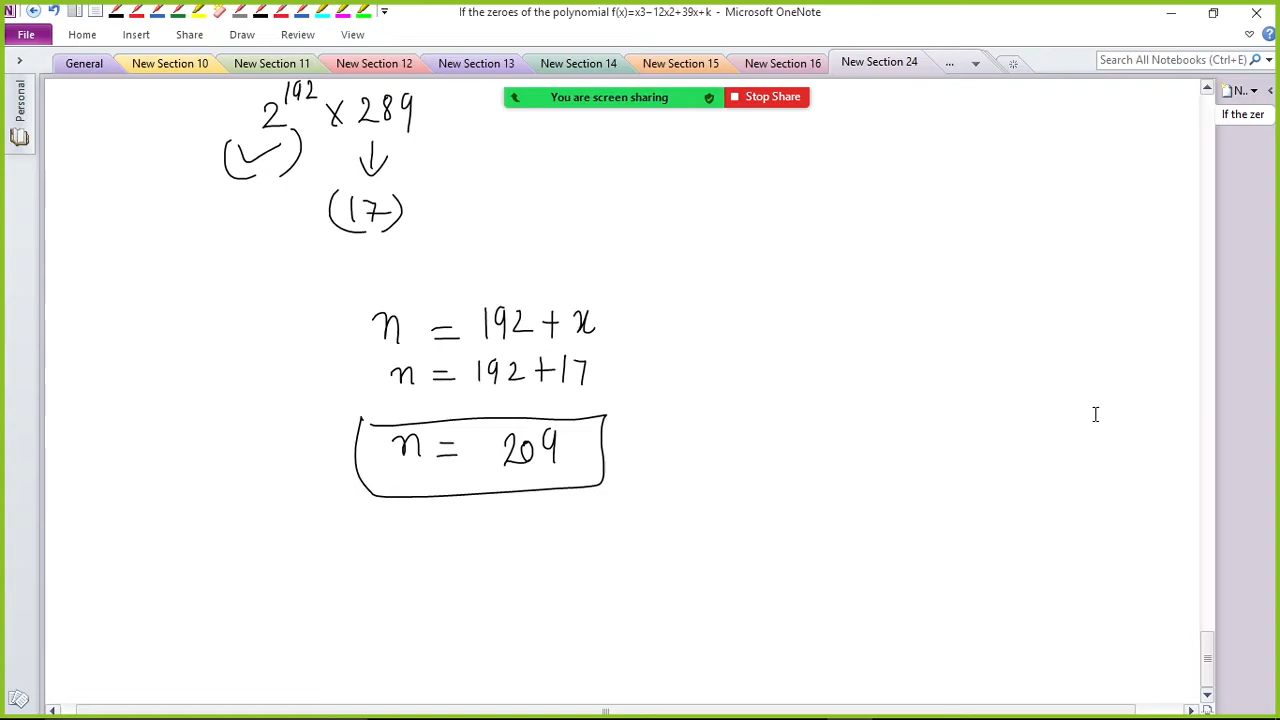 If the zeroes of the polynomial f(x)=x3−12x2+39x+k - Microsoft OneNote
File Home Insert Share Draw Review View
General New Section 10 New Section 11 New Section 12 New Section 13 New Section 14 New Section 15 New Section 16 New Section 24 ... Search All Notebooks (Ctrl+E)
You are screen sharing Stop Share
Personal
N..
If the zer
2^192 × 289
(✓) ↓
(17)
n = 192 + x
n = 192 + 17
n = 209